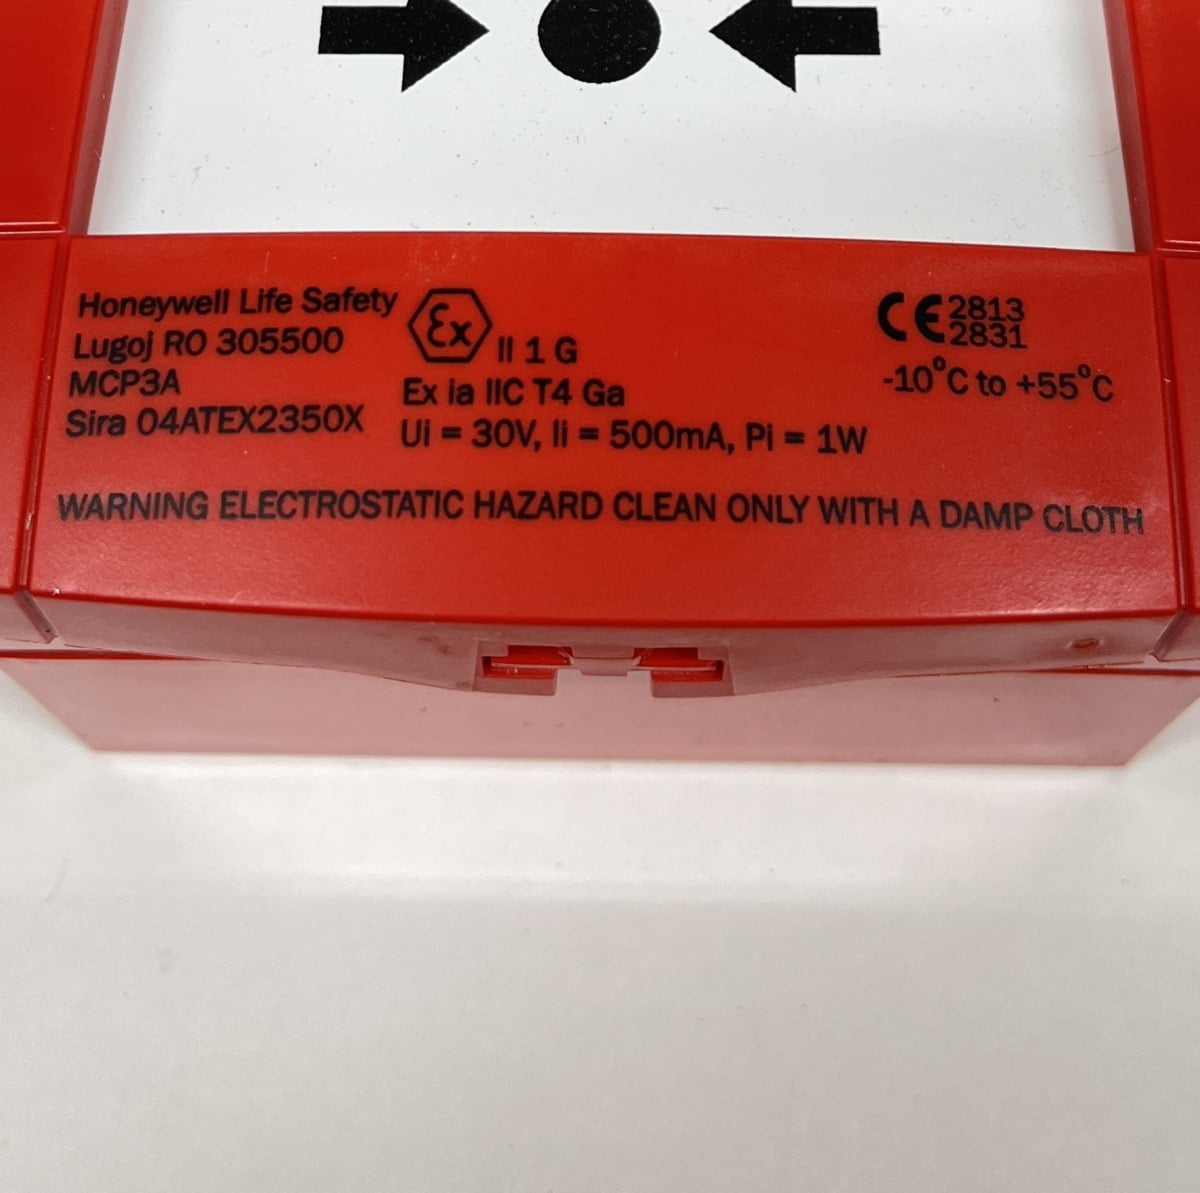 Honeywell Life Safety
Lugoj RO 305500
MCP3A
Sira 04ATEX2350X
Ex II 1 G
Ex ia IIC T4 Ga
Ui = 30V, Ii = 500mA, Pi = 1W
CE 2813
2831
-10°C to +55°C
WARNING ELECTROSTATIC HAZARD CLEAN ONLY WITH A DAMP CLOTH